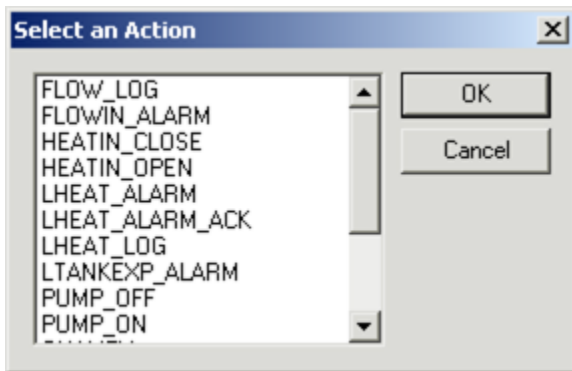 Select an Action
FLOW_LOG
FLOWIN_ALARM
HEATIN_CLOSE
HEATIN_OPEN
LHEAT_ALARM
LHEAT_ALARM_ACK
LHEAT_LOG
LTANKEXP_ALARM
PUMP_OFF
PUMP_ON
OK
Cancel